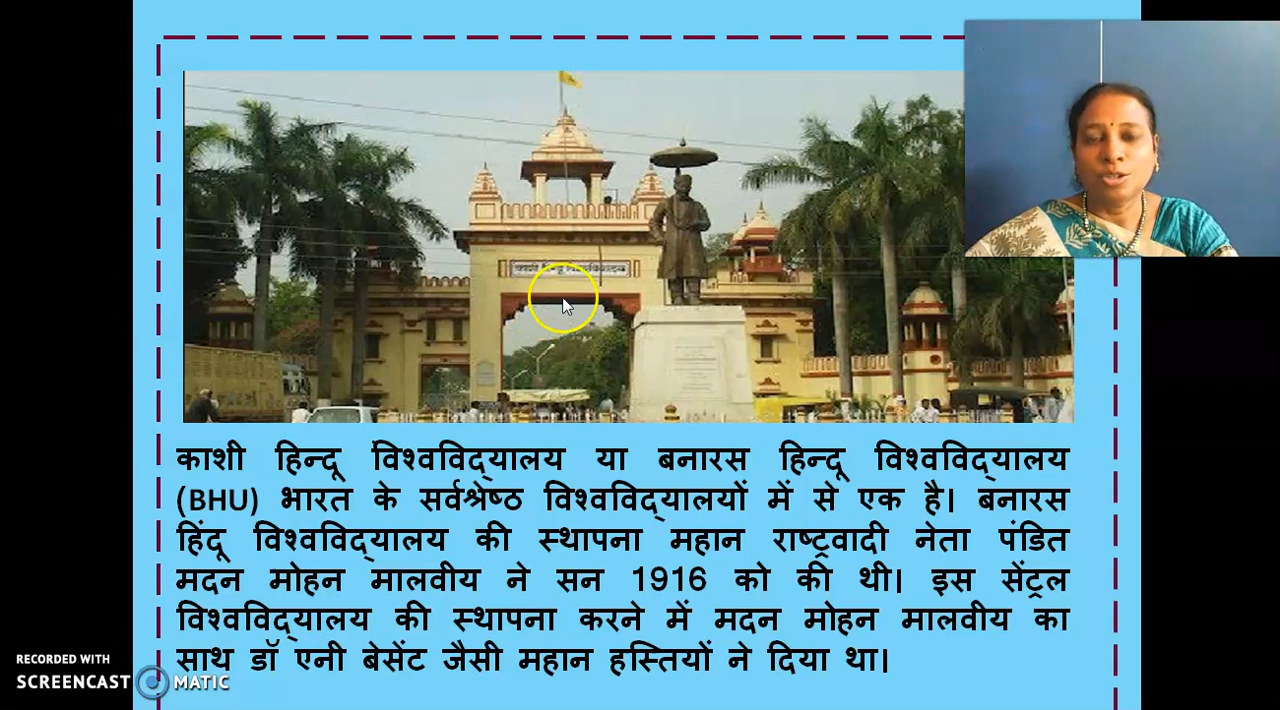 काशी हिन्दू विश्वविद्यालय
काशी हिन्दू विश्वविद्यालय या बनारस हिन्दू विश्वविद्यालय
(BHU) भारत के सर्वश्रेष्ठ विश्वविद्यालयों में से एक है। बनारस
हिंदू विश्वविद्यालय की स्थापना महान राष्ट्रवादी नेता पंडित
मदन मोहन मालवीय ने सन 1916 को की थी। इस सेंट्रल
विश्वविद्यालय की स्थापना करने में मदन मोहन मालवीय का
साथ डॉ एनी बेसेंट जैसी महान हस्तियों ने दिया था।
RECORDED WITH
SCREENCAST MATIC